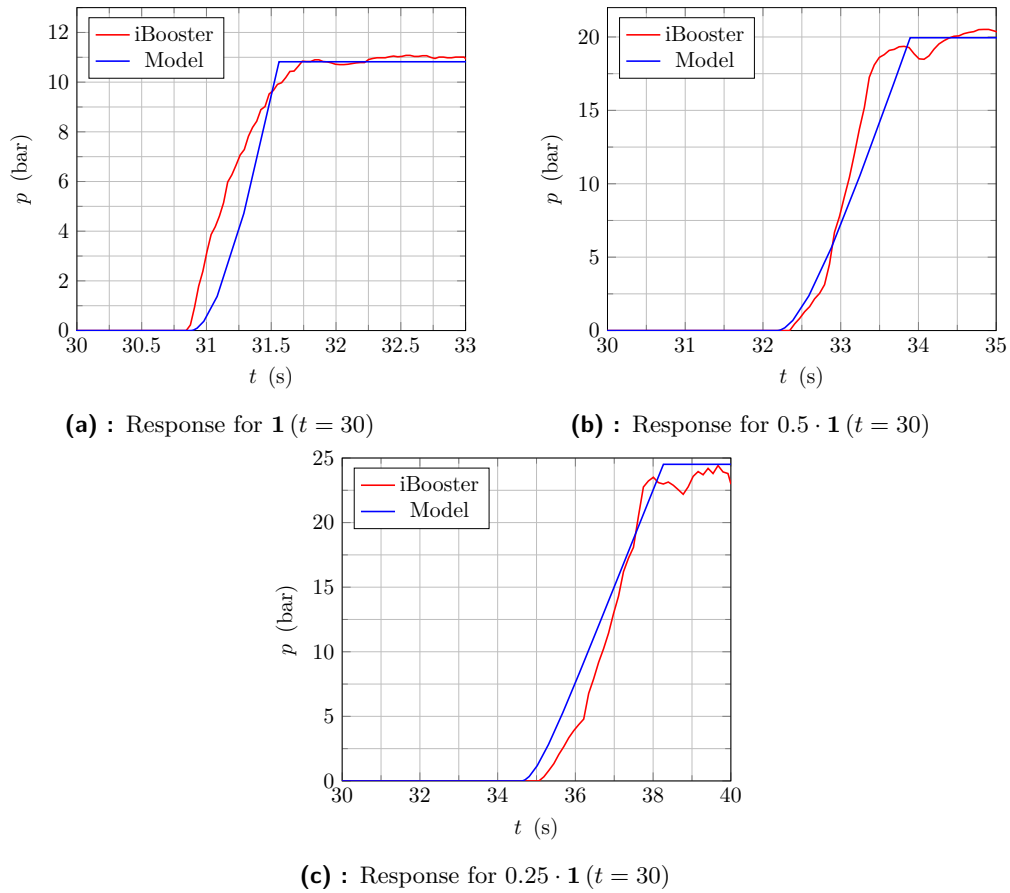 12
10
8
6
4
2
0
p (bar)
iBooster
Model
30 30.5 31 31.5 32 32.5 33
t (s)
(a) : Response for 1 (t = 30)
20
15
10
5
0
p (bar)
iBooster
Model
30 31 32 33 34 35
t (s)
(b) : Response for 0.5 · 1 (t = 30)
25
20
15
10
5
0
p (bar)
iBooster
Model
30 32 34 36 38 40
t (s)
(c) : Response for 0.25 · 1 (t = 30)